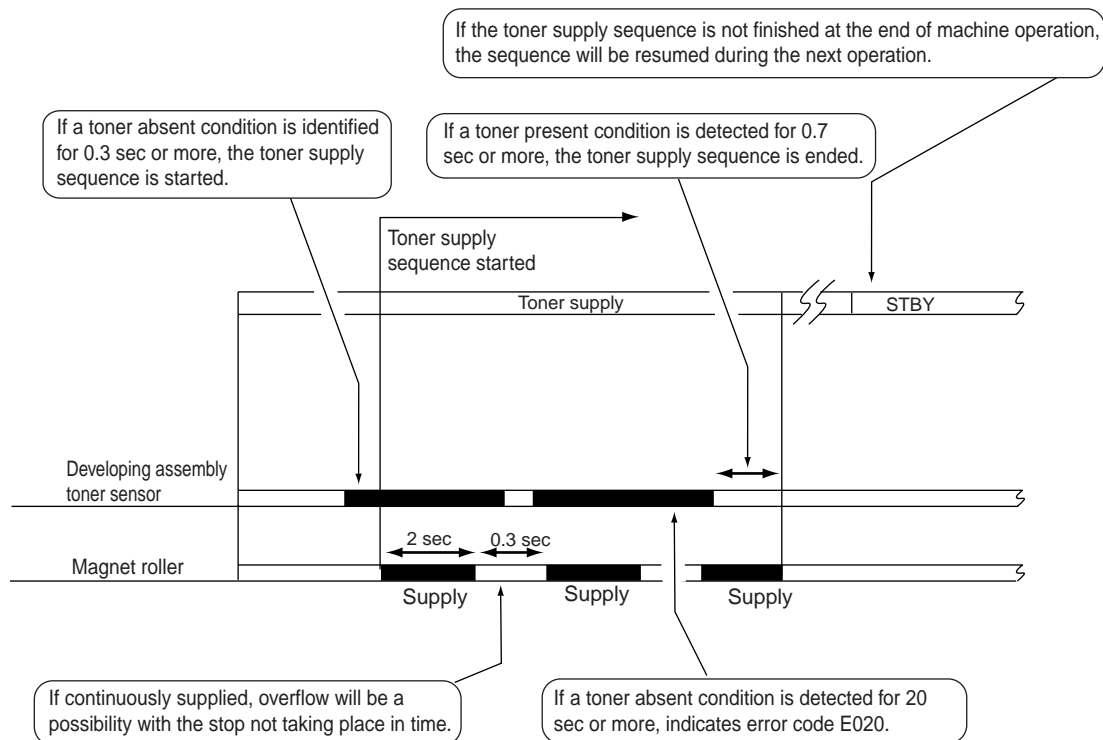 If the toner supply sequence is not finished at the end of machine operation,
the sequence will be resumed during the next operation.
If a toner absent condition is identified
for 0.3 sec or more, the toner supply
sequence is started.
If a toner present condition is detected for 0.7
sec or more, the toner supply sequence is ended.
Toner supply
sequence started
Toner supply
STBY
Developing assembly
toner sensor
2 sec
0.3 sec
Magnet roller
Supply
Supply
Supply
If continuously supplied, overflow will be a
possibility with the stop not taking place in time.
If a toner absent condition is detected for 20
sec or more, indicates error code E020.